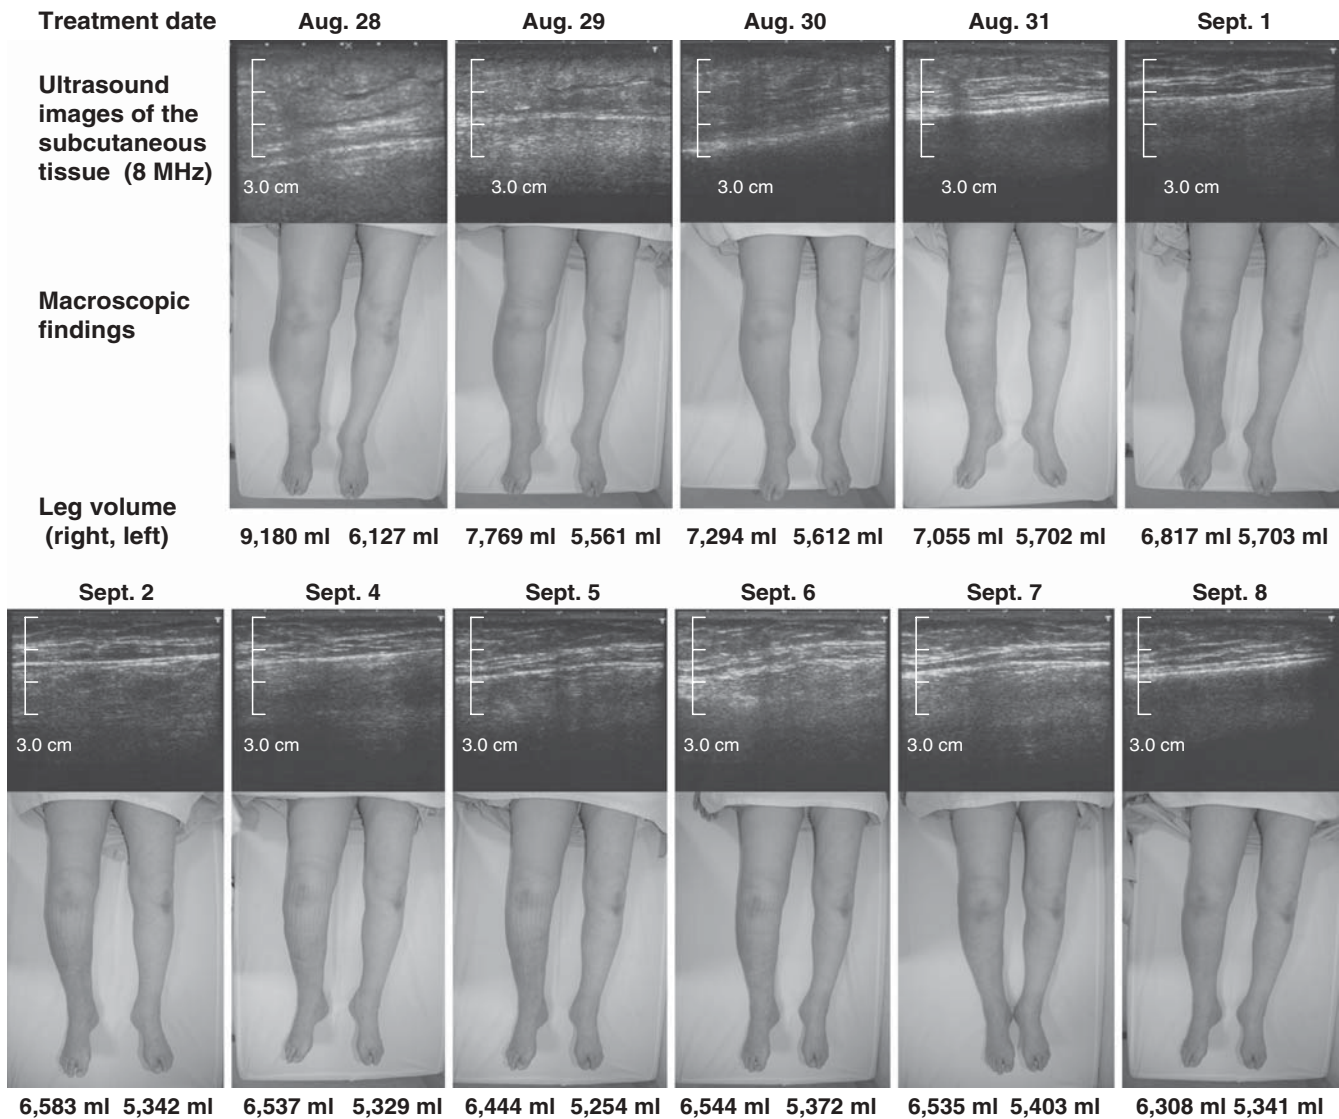 Treatment date
Aug. 28
Aug. 29
Aug. 30
Aug. 31
Sept. 1
Ultrasound
images of the
subcutaneous
tissue (8 MHz)
3.0 cm
3.0 cm
3.0 cm
3.0 cm
3.0 cm
Macroscopic
findings
Leg volume
(right, left)
9,180 ml 6,127 ml
7,769 ml 5,561 ml
7,294 ml 5,612 ml
7,055 ml 5,702 ml
6,817 ml 5,703 ml
Sept. 2
Sept. 4
Sept. 5
Sept. 6
Sept. 7
Sept. 8
3.0 cm
3.0 cm
3.0 cm
3.0 cm
3.0 cm
3.0 cm
6,583 ml 5,342 ml
6,537 ml 5,329 ml
6,444 ml 5,254 ml
6,544 ml 5,372 ml
6,535 ml 5,403 ml
6,308 ml 5,341 ml